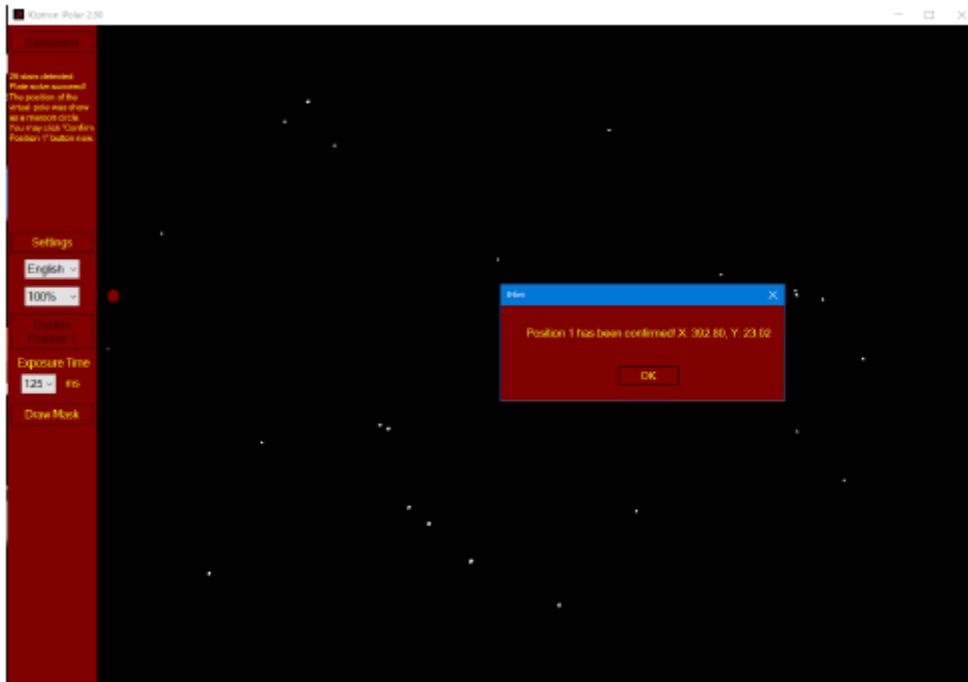 iOptron iPolar 2.50
Connected
26 stars detected.
Plate solve succeed!
The position of the
virtual pole was show
as a maroon circle.
You may click "Confirm
Position 1" button now.
Settings
English
100%
Confirm
Position 1
Exposure Time
125 ms
Draw Mask
Position 1 has been confirmed! X: 392.80, Y: 23.02
OK